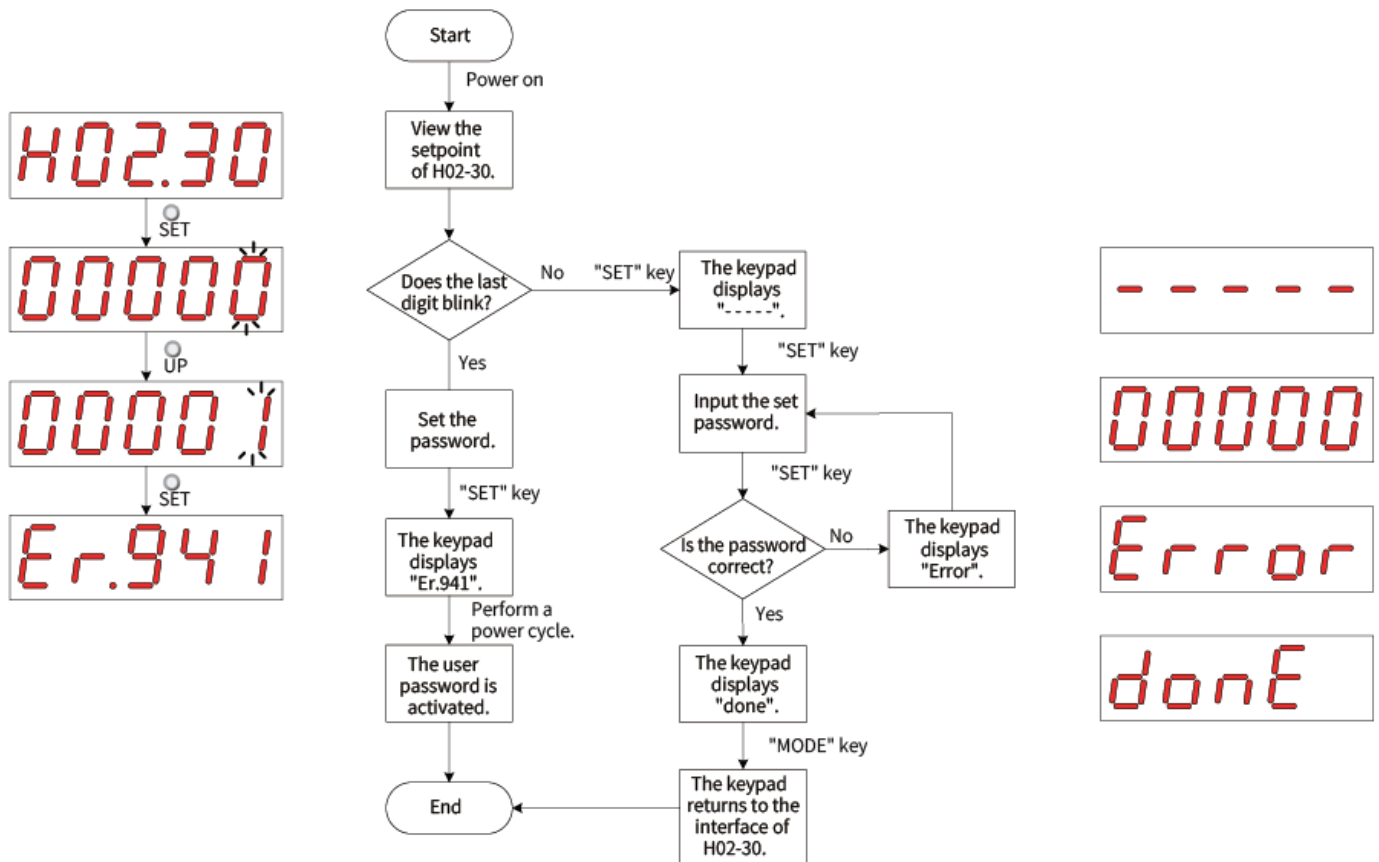 Start
Power on
View the
setpoint
of H02-30.
Does the last
digit blink?
No
"SET" key
The keypad
displays
"-----".
"SET" key
Yes
Set the
password.
Input the set
password.
"SET" key
"SET" key
The keypad
displays
"Er.941".
Is the password
correct?
No
The keypad
displays
"Error".
Perform a
power cycle.
Yes
The user
password is
activated.
The keypad
displays
"done".
"MODE" key
End
The keypad
returns to the
interface of
H02-30.
H02.30
SET
00000
UP
00001
SET
Er.941
-----
00000
Error
donE